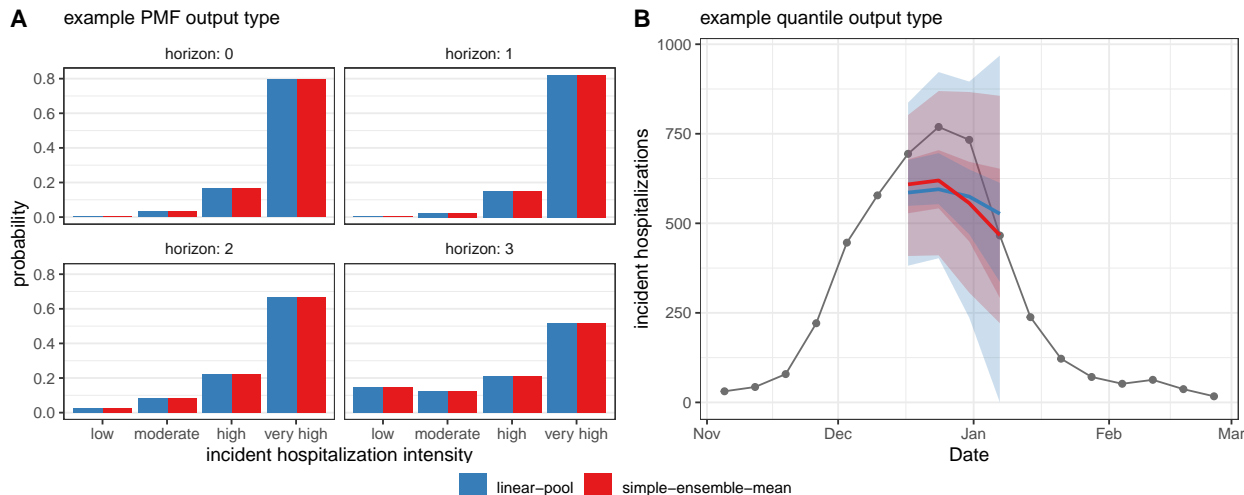 A example PMF output type
horizon: 0
horizon: 1
0.8
0.6
0.4
0.2
0.0
horizon: 2
horizon: 3
0.8
0.6
0.4
0.2
0.0
probability
low moderate high very high
low moderate high very high
incident hospitalization intensity
B example quantile output type
1000
750
500
250
0
incident hospitalizations
Nov Dec Jan Feb Mar
Date
linear−pool simple−ensemble−mean